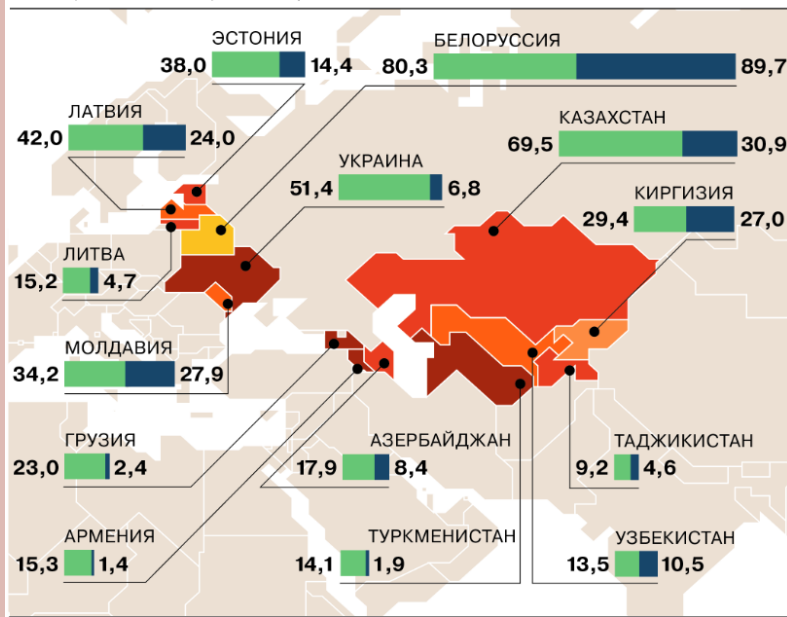 ЭСТОНИЯ
38,0 14,4
БЕЛОРУССИЯ
80,3 89,7
ЛАТВИЯ
42,0 24,0
КАЗАХСТАН
69,5 30,9
УКРАИНА
51,4 6,8
КИРГИЗИЯ
29,4 27,0
ЛИТВА
15,2 4,7
МОЛДАВИЯ
34,2 27,9
ГРУЗИЯ
23,0 2,4
АЗЕРБАЙДЖАН
17,9 8,4
ТАДЖИКИСТАН
9,2 4,6
АРМЕНИЯ
15,3 1,4
ТУРКМЕНИСТАН
14,1 1,9
УЗБЕКИСТАН
13,5 10,5